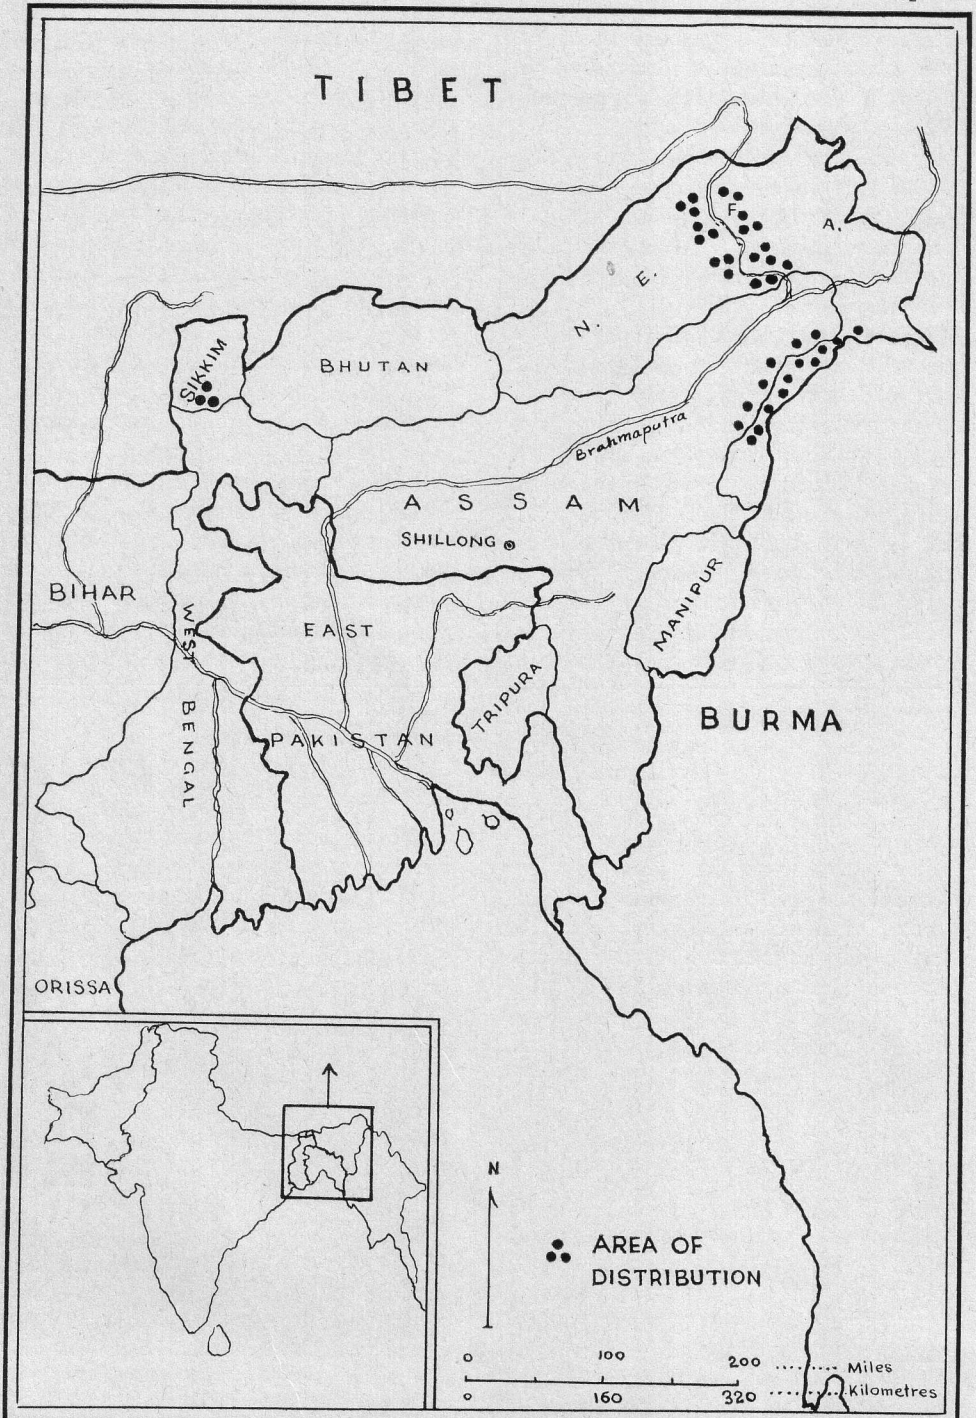 TIBET
N. E. F. A.
SIKKIM
BHUTAN
Brahmaputra
ASSAM
SHILLONG
BIHAR
WEST BENGAL
EAST
PAKISTAN
TRIPURA
MANIPUR
BURMA
ORISSA
N
AREA OF
DISTRIBUTION
0 100 200 ........ Miles
0 160 320 ........ Kilometres